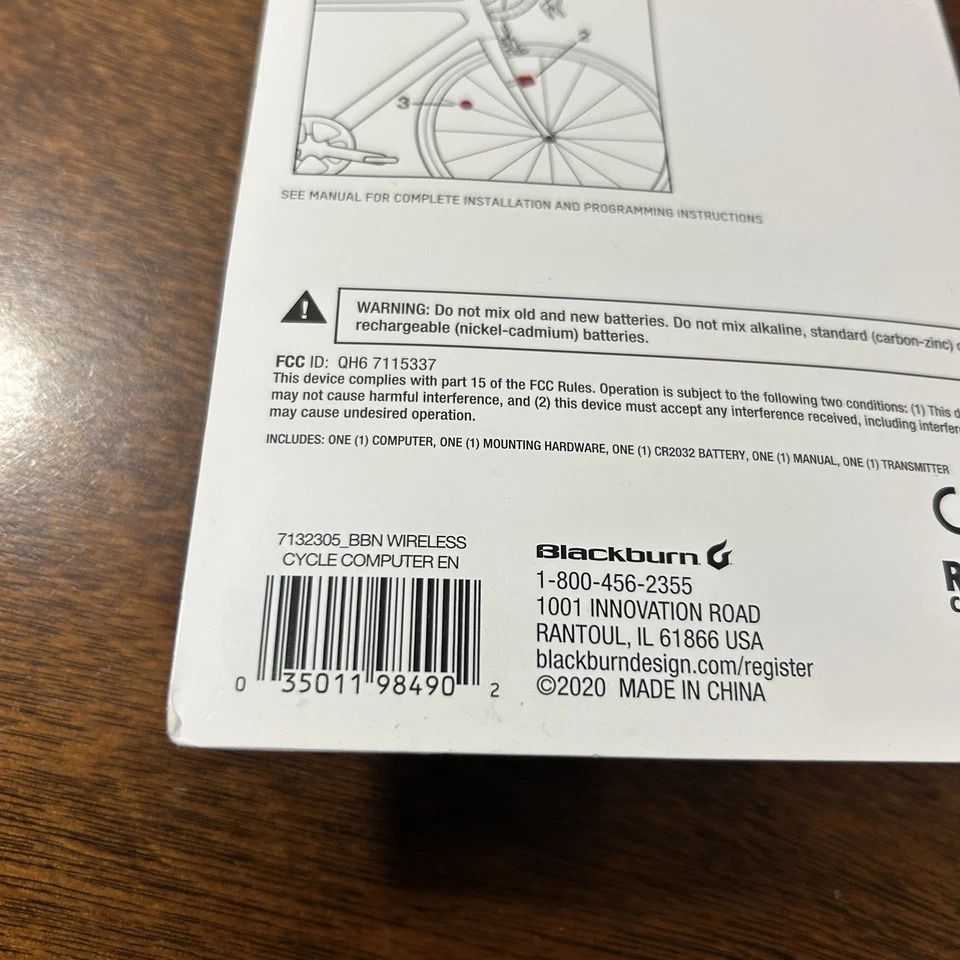 2
3
SEE MANUAL FOR COMPLETE INSTALLATION AND PROGRAMMING INSTRUCTIONS
WARNING: Do not mix old and new batteries. Do not mix alkaline, standard (carbon-zinc)
rechargeable (nickel-cadmium) batteries.
FCC ID: QH6 7115337
This device complies with part 15 of the FCC Rules. Operation is subject to the following two conditions: (1) This
may not cause harmful interference, and (2) this device must accept any interference received, including
may cause undesired operation.
INCLUDES: ONE (1) COMPUTER, ONE (1) MOUNTING HARDWARE, ONE (1) CR2032 BATTERY, ONE (1) MANUAL, ONE (1) TRANSMITTER
7132305_BBN WIRELESS
CYCLE COMPUTER EN
0 35011 98490 2
Blackburn
1-800-456-2355
1001 INNOVATION ROAD
RANTOUL, IL 61866 USA
blackburndesign.com/register
©2020 MADE IN CHINA